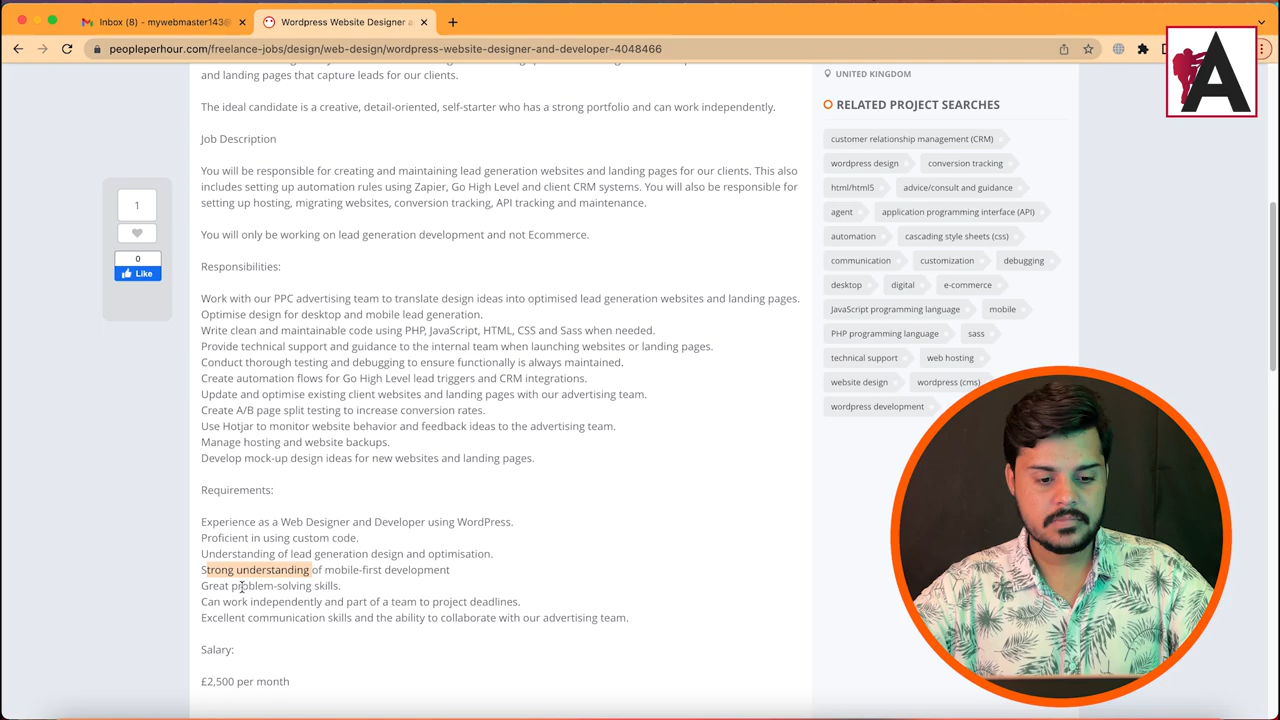 Inbox (8) - mywebmaster143@
Wordpress Website Designer a
peopleperhour.com/freelance-jobs/design/web-design/wordpress-website-designer-and-developer-4048466
A
and landing pages that capture leads for our clients.
The ideal candidate is a creative, detail-oriented, self-starter who has a strong portfolio and can work independently.
Job Description
You will be responsible for creating and maintaining lead generation websites and landing pages for our clients. This also
includes setting up automation rules using Zapier, Go High Level and client CRM systems. You will also be responsible for
setting up hosting, migrating websites, conversion tracking, API tracking and maintenance.
You will only be working on lead generation development and not Ecommerce.
Responsibilities:
Work with our PPC advertising team to translate design ideas into optimised lead generation websites and landing pages.
Optimise design for desktop and mobile lead generation.
Write clean and maintainable code using PHP, JavaScript, HTML, CSS and Sass when needed.
Provide technical support and guidance to the internal team when launching websites or landing pages.
Conduct thorough testing and debugging to ensure functionally is always maintained.
Create automation flows for Go High Level lead triggers and CRM integrations.
Update and optimise existing client websites and landing pages with our advertising team.
Create A/B page split testing to increase conversion rates.
Use Hotjar to monitor website behavior and feedback ideas to the advertising team.
Manage hosting and website backups.
Develop mock-up design ideas for new websites and landing pages.
Requirements:
Experience as a Web Designer and Developer using WordPress.
Proficient in using custom code.
Understanding of lead generation design and optimisation.
Strong understanding of mobile-first development
Great problem-solving skills.
Can work independently and part of a team to project deadlines.
Excellent communication skills and the ability to collaborate with our advertising team.
Salary:
£2,500 per month
1
0
Like
UNITED KINGDOM
RELATED PROJECT SEARCHES
customer relationship management (CRM)
wordpress design conversion tracking
html/html5 advice/consult and guidance
agent application programming interface (API)
automation cascading style sheets (css)
communication customization debugging
desktop digital e-commerce
JavaScript programming language mobile
PHP programming language sass
technical support web hosting
website design wordpress (cms)
wordpress development